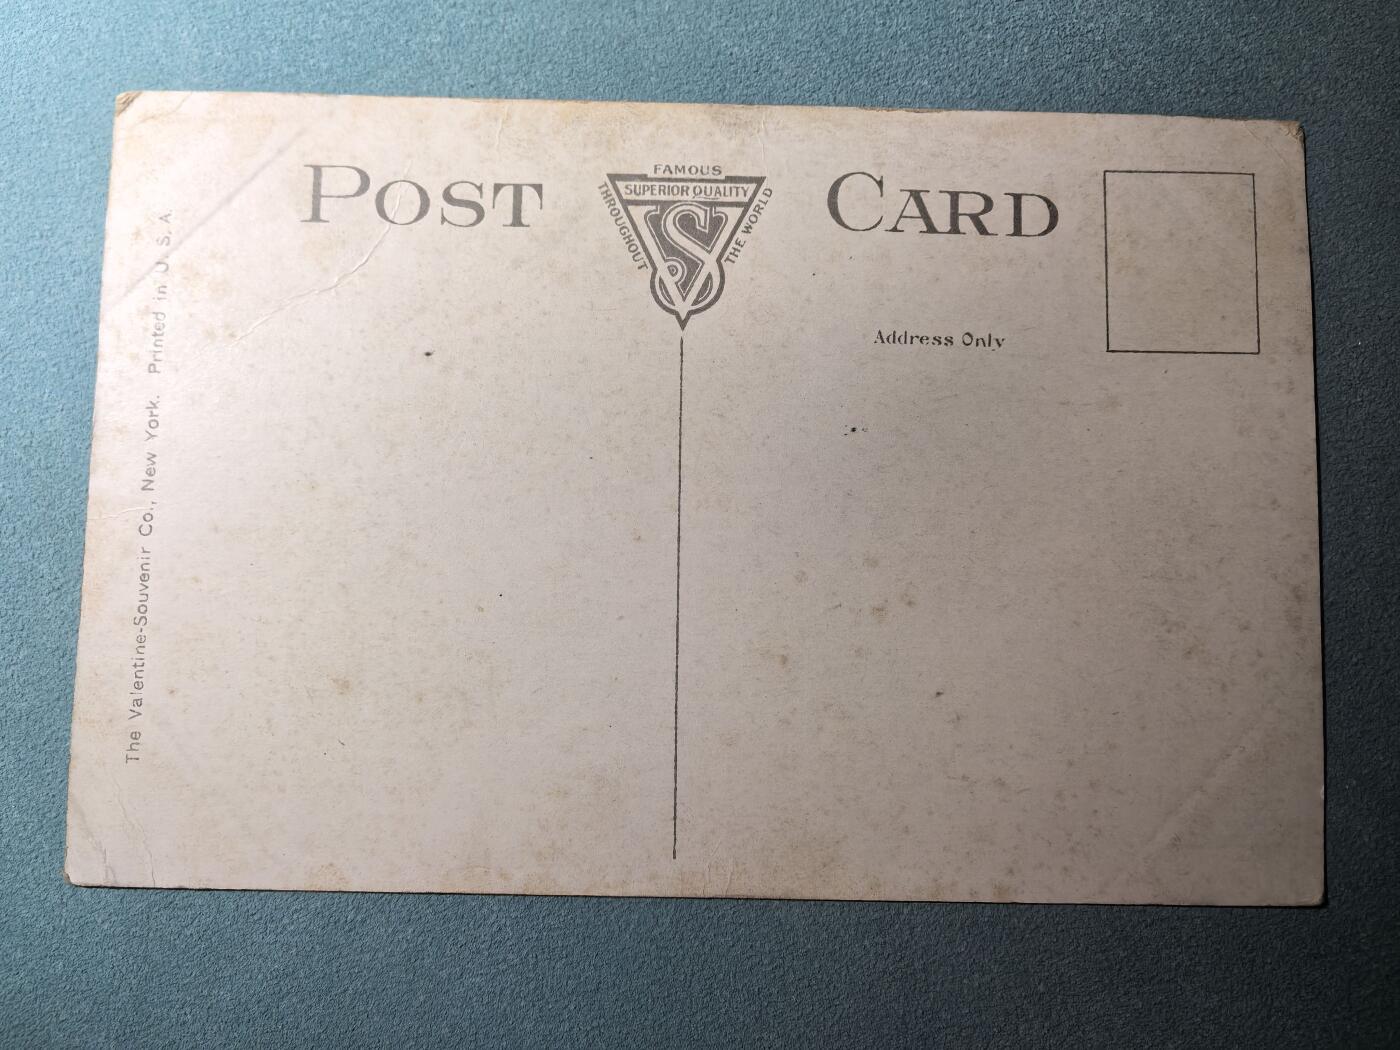 POST CARD
FAMOUS
SUPERIOR QUALITY
THROUGHOUT THE WORLD
VS
Address Only
The Valentine-Souvenir Co., New York. Printed in U. S. A.